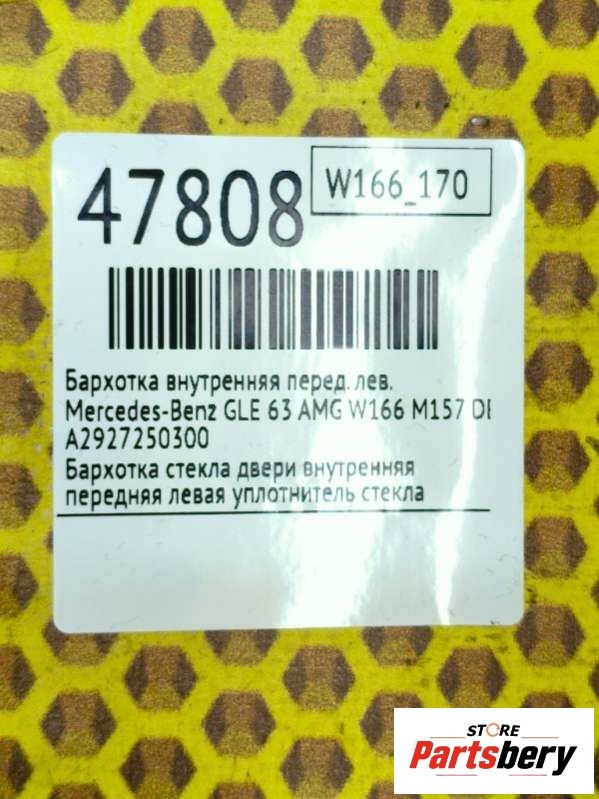 47808
W166_170
Бархотка внутренняя перед. лев.
Mercedes-Benz GLE 63 AMG W166 M157
A2927250300
Бархотка стекла двери внутренняя
передняя левая уплотнитель стекла
STORE
Partsbery